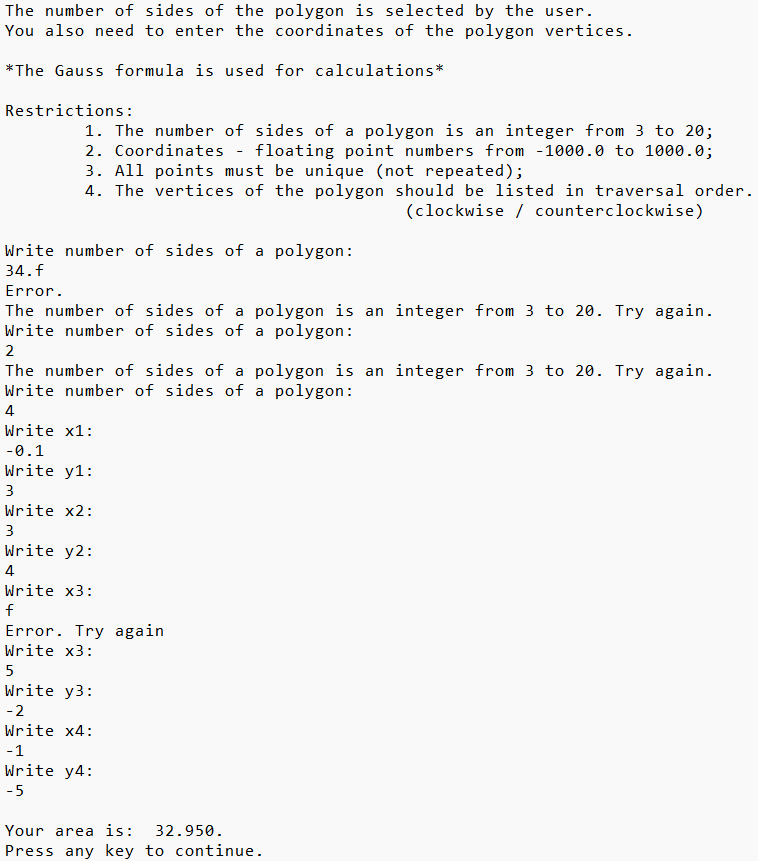 The number of sides of the polygon is selected by the user.
You also need to enter the coordinates of the polygon vertices.
*The Gauss formula is used for calculations*
Restrictions:
1. The number of sides of a polygon is an integer from 3 to 20;
2. Coordinates - floating point numbers from -1000.0 to 1000.0;
3. All points must be unique (not repeated);
4. The vertices of the polygon should be listed in traversal order.
(clockwise / counterclockwise)
Write number of sides of a polygon:
34.f
Error.
The number of sides of a polygon is an integer from 3 to 20. Try again.
Write number of sides of a polygon:
2
The number of sides of a polygon is an integer from 3 to 20. Try again.
Write number of sides of a polygon:
4
Write x1:
-0.1
Write y1:
3
Write x2:
3
Write y2:
4
Write x3:
f
Error. Try again
Write x3:
5
Write y3:
-2
Write x4:
-1
Write y4:
-5
Your area is:  32.950.
Press any key to continue.